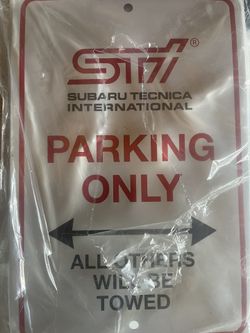 STI®
SUBARU TECNICA
INTERNATIONAL
PARKING
ONLY
ALL OTHERS
WILL BE
TOWED